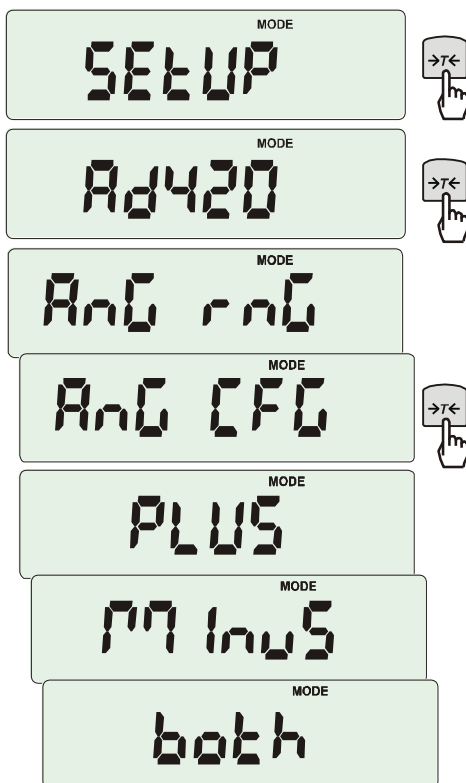 MODE
SEtUP
→T←
MODE
Ad420
→T←
MODE
AnG rnG
MODE
AnG CFG
→T←
MODE
PLUS
MODE
MInuS
MODE
both